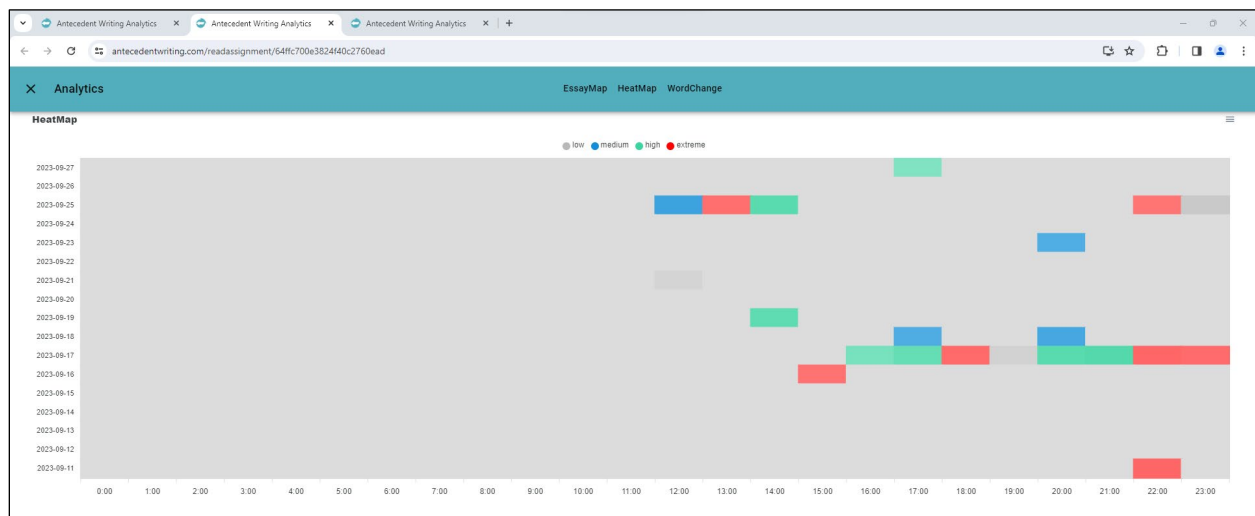 Antecedent Writing Analytics × Antecedent Writing Analytics × Antecedent Writing Analytics × +
antecedentwriting.com/readassignment/64ffc700e3824f40c2760ead
× Analytics EssayMap HeatMap WordChange
HeatMap
low medium high extreme
2023-09-27
2023-09-26
2023-09-25
2023-09-24
2023-09-23
2023-09-22
2023-09-21
2023-09-20
2023-09-19
2023-09-18
2023-09-17
2023-09-16
2023-09-15
2023-09-14
2023-09-13
2023-09-12
2023-09-11
0:00 1:00 2:00 3:00 4:00 5:00 6:00 7:00 8:00 9:00 10:00 11:00 12:00 13:00 14:00 15:00 16:00 17:00 18:00 19:00 20:00 21:00 22:00 23:00